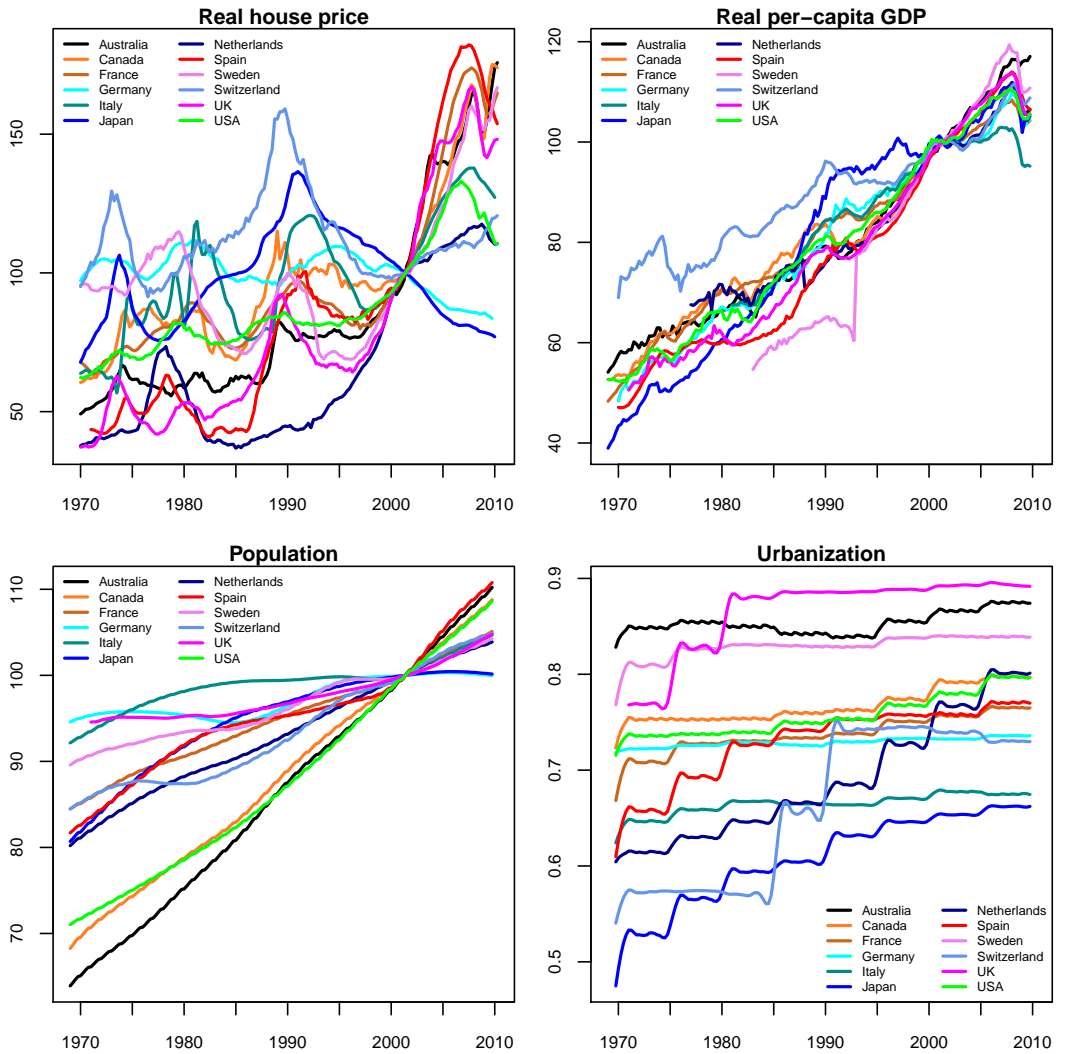 Real house price
Australia Netherlands
Canada Spain
France Sweden
Germany Switzerland
Italy UK
Japan USA
150
100
50
1970 1980 1990 2000 2010
Real per−capita GDP
Australia Netherlands
Canada Spain
France Sweden
Germany Switzerland
Italy UK
Japan USA
120
100
80
60
40
1970 1980 1990 2000 2010
Population
Australia Netherlands
Canada Spain
France Sweden
Germany Switzerland
Italy UK
Japan USA
110
100
90
80
70
1970 1980 1990 2000 2010
Urbanization
0.9
0.8
0.7
0.6
0.5
Australia Netherlands
Canada Spain
France Sweden
Germany Switzerland
Italy UK
Japan USA
1970 1980 1990 2000 2010